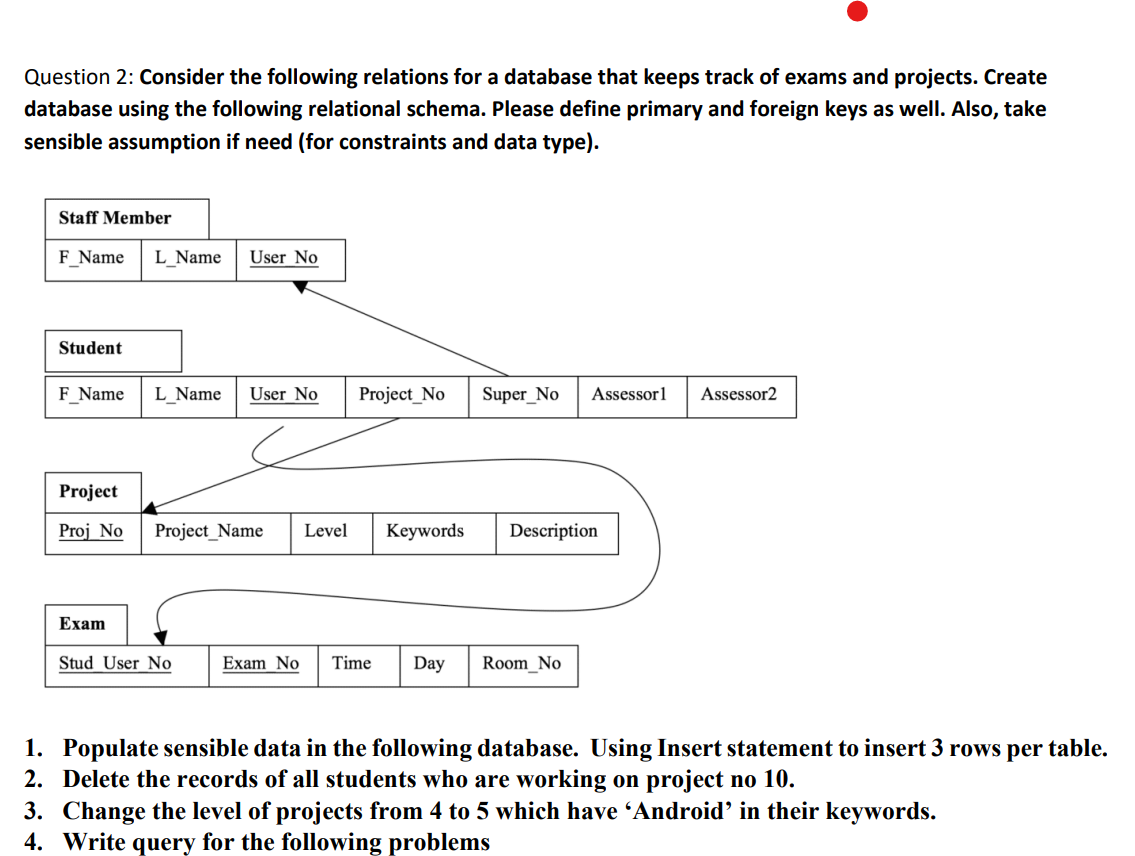 Question 2: Consider the following relations for a database that keeps track of exams and projects. Create
database using the following relational schema. Please define primary and foreign keys as well. Also, take
sensible assumption if need (for constraints and data type).
Staff Member
F_Name L_Name User_No
Student
F_Name L_Name User_No Project_No Super_No Assessor1 Assessor2
Project
Proj_No Project_Name Level Keywords Description
Exam
Stud_User_No Exam_No Time Day Room_No
1. Populate sensible data in the following database. Using Insert statement to insert 3 rows per table.
2. Delete the records of all students who are working on project no 10.
3. Change the level of projects from 4 to 5 which have ‘Android’ in their keywords.
4. Write query for the following problems